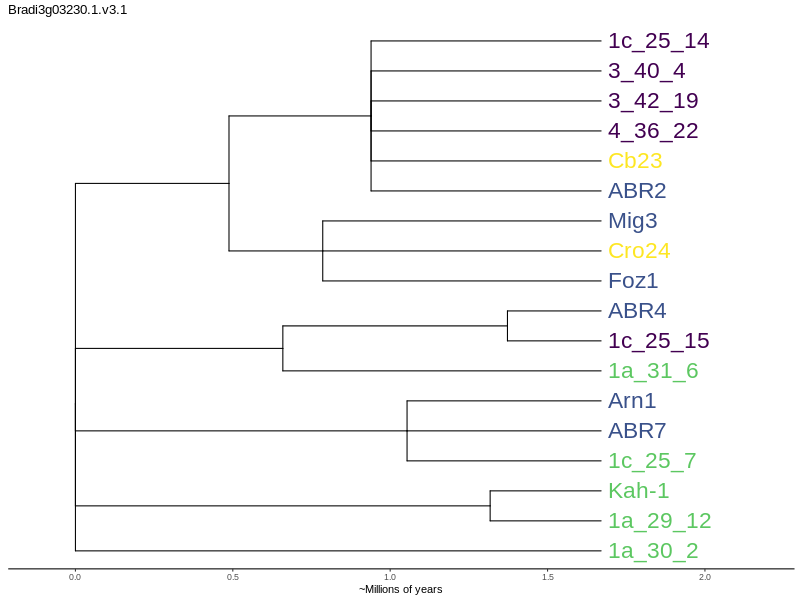 Bradi3g03230.1.v3.1
1c_25_14
3_40_4
3_42_19
4_36_22
Cb23
ABR2
Mig3
Cro24
Foz1
ABR4
1c_25_15
1a_31_6
Arn1
ABR7
1c_25_7
Kah-1
1a_29_12
1a_30_2
0.0 0.5 1.0 1.5 2.0
~Millions of years